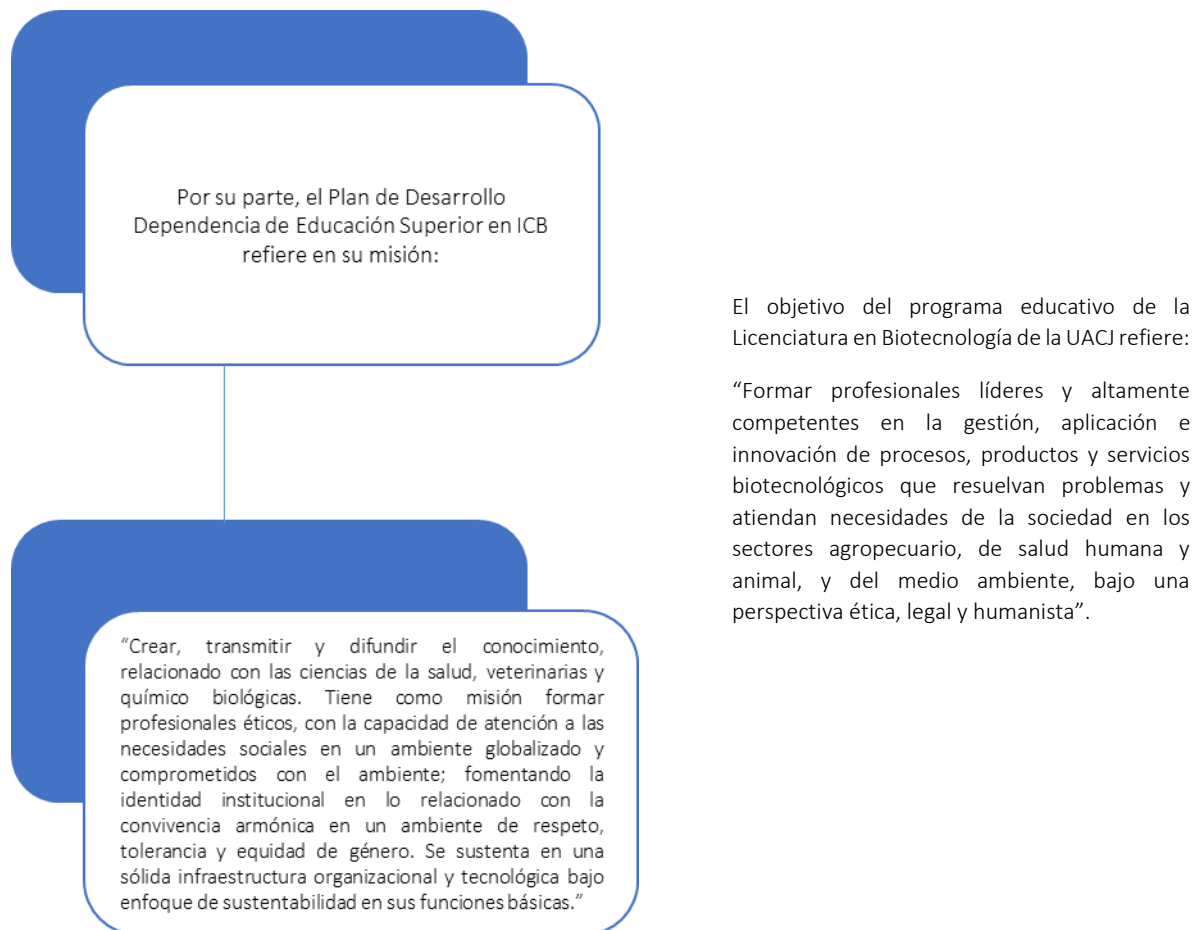 Por su parte, el Plan de Desarrollo
Dependencia de Educación Superior en ICB
refiere en su misión:
“Crear, transmitir y difundir el conocimiento,
relacionado con las ciencias de la salud, veterinarias y
químico biológicas. Tiene como misión formar
profesionales éticos, con la capacidad de atención a las
necesidades sociales en un ambiente globalizado y
comprometidos con el ambiente; fomentando la
identidad institucional en lo relacionado con la
convivencia armónica en un ambiente de respeto,
tolerancia y equidad de género. Se sustenta en una
sólida infraestructura organizacional y tecnológica bajo
enfoque de sustentabilidad en sus funciones básicas.”
El objetivo del programa educativo de la
Licenciatura en Biotecnología de la UACJ refiere:
“Formar profesionales líderes y altamente
competentes en la gestión, aplicación e
innovación de procesos, productos y servicios
biotecnológicos que resuelvan problemas y
atiendan necesidades de la sociedad en los
sectores agropecuario, de salud humana y
animal, y del medio ambiente, bajo una
perspectiva ética, legal y humanista”.